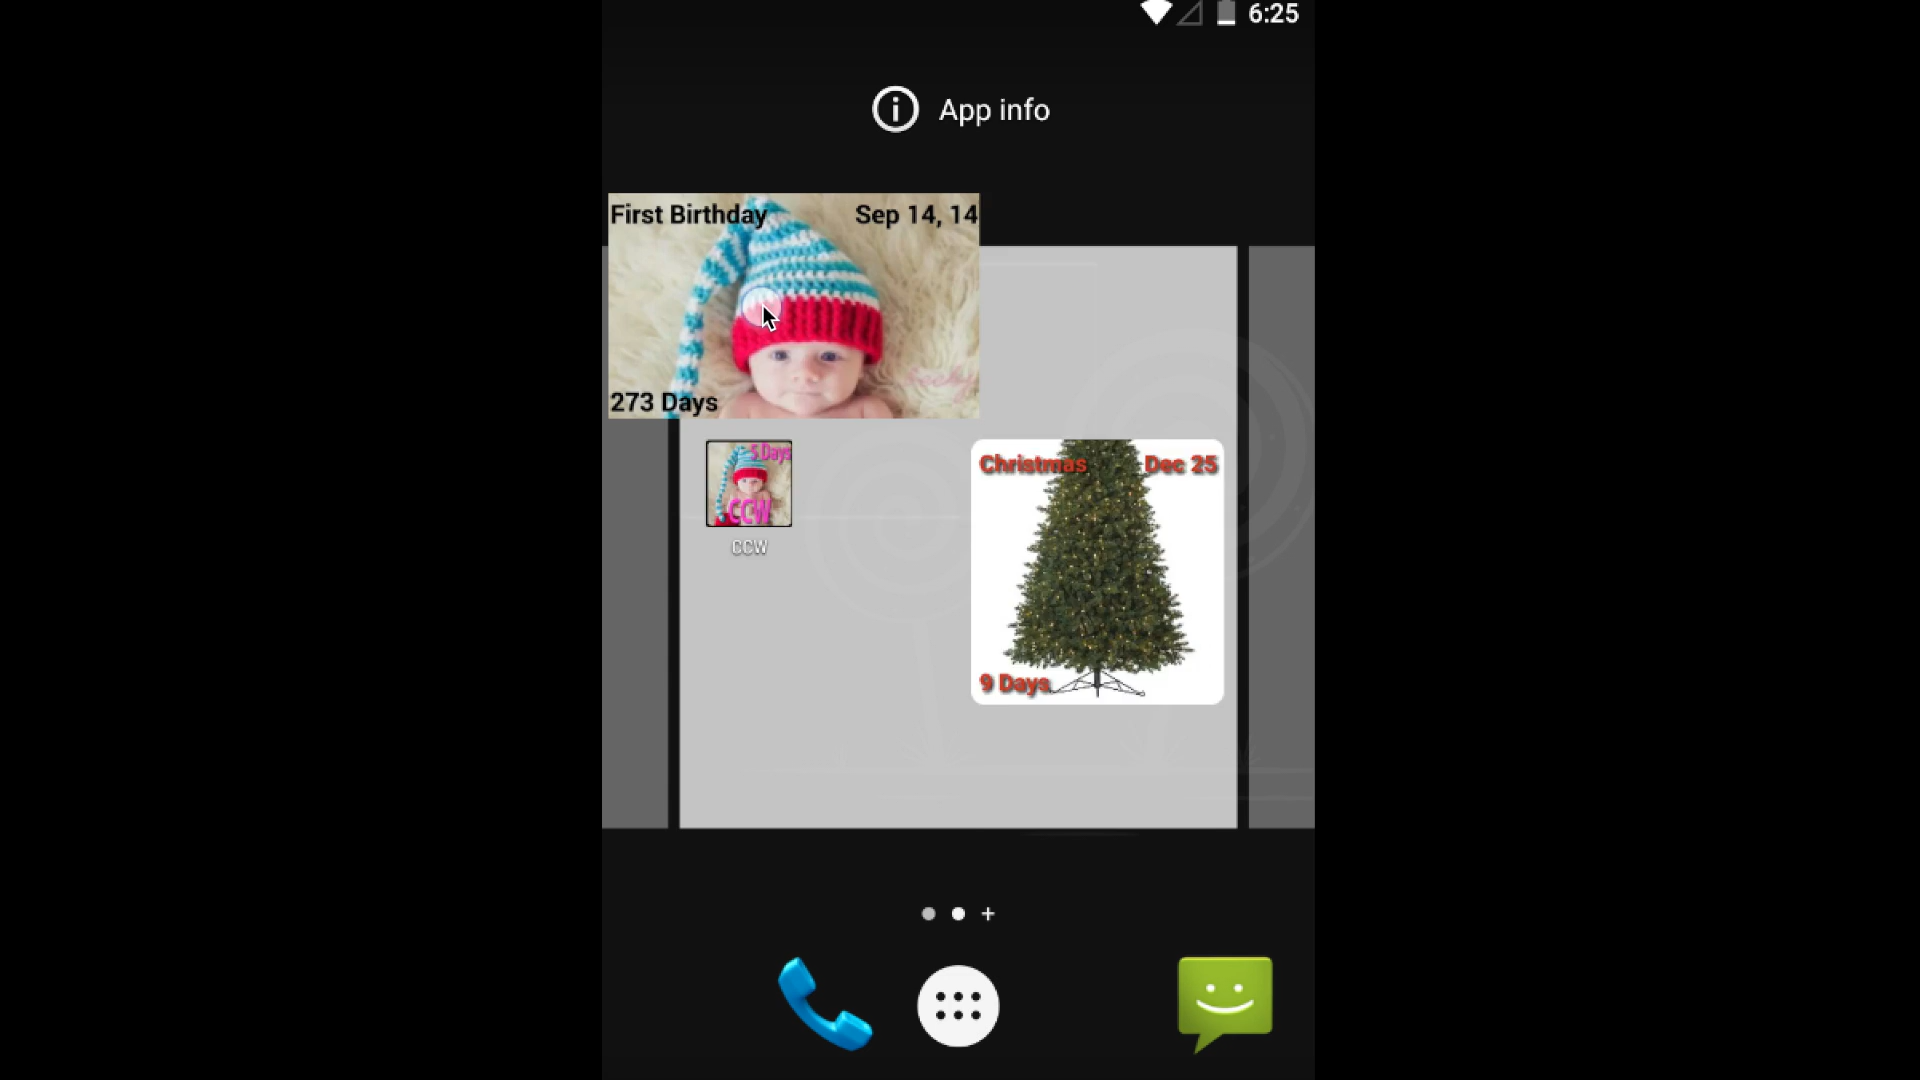 6:25
App info
First Birthday Sep 14, 14
273 Days
5 Days
CCW
CCW
Christmas Dec 25
9 Days